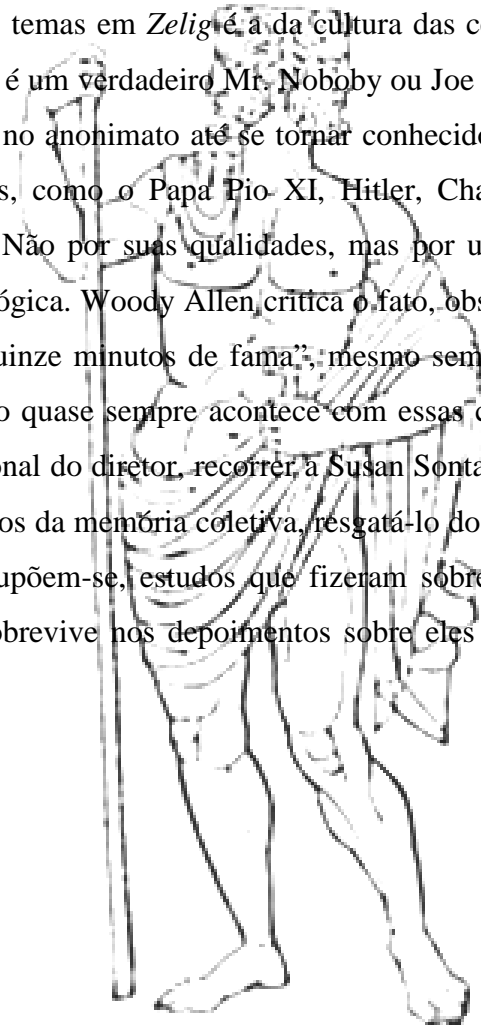 temas em Zelig é a da cultura das c
é um verdadeiro Mr. Noboby ou Joe
no anonimato até se tornar conhecido
s, como o Papa Pio XI, Hitler, Cha
Não por suas qualidades, mas por u
ógica. Woody Allen critica o fato, obs
uinze minutos de fama”, mesmo sem
o quase sempre acontece com essas c
onal do diretor, recorrer a Susan Sonta
os da memória coletiva, resgatá-lo do
upõem-se, estudos que fizeram sobre
obrevive nos depoimentos sobre eles